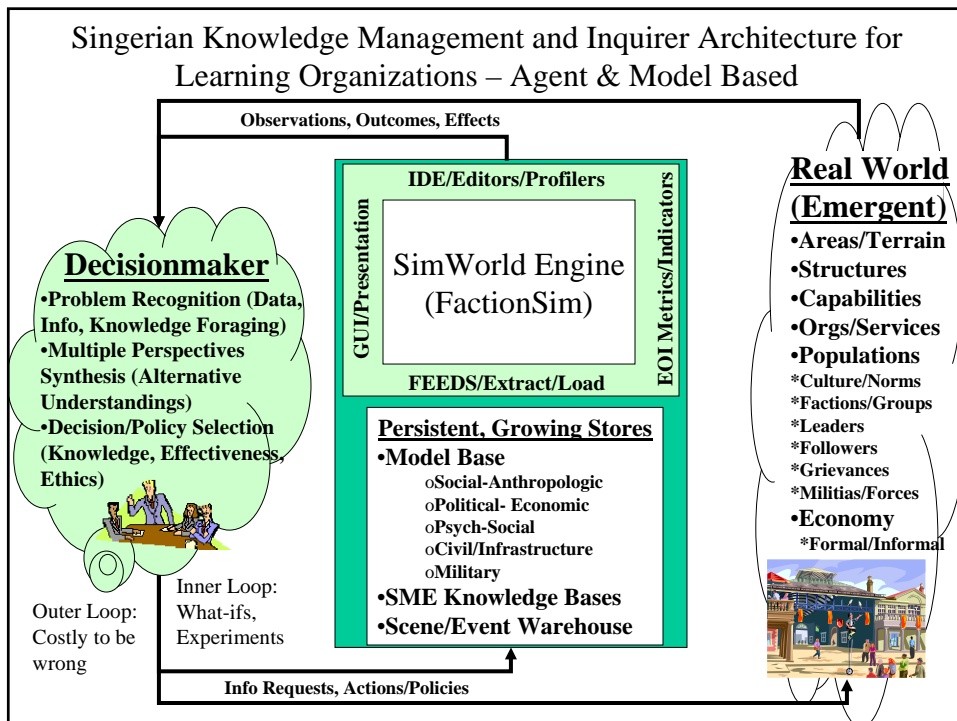 Singerian Knowledge Management and Inquirer Architecture for
Learning Organizations – Agent & Model Based
Observations, Outcomes, Effects
Decisionmaker
•Problem Recognition (Data,
Info, Knowledge Foraging)
•Multiple Perspectives
Synthesis (Alternative
Understandings)
•Decision/Policy Selection
(Knowledge, Effectiveness,
Ethics)
Outer Loop:
Costly to be
wrong
Inner Loop:
What-ifs,
Experiments
IDE/Editors/Profilers
GUI/Presentation
SimWorld Engine
(FactionSim)
EOI Metrics/Indicators
FEEDS/Extract/Load
Persistent, Growing Stores
•Model Base
oSocial-Anthropologic
oPolitical- Economic
oPsych-Social
oCivil/Infrastructure
oMilitary
•SME Knowledge Bases
•Scene/Event Warehouse
Real World
(Emergent)
•Areas/Terrain
•Structures
•Capabilities
•Orgs/Services
•Populations
*Culture/Norms
*Factions/Groups
*Leaders
*Followers
*Grievances
*Militias/Forces
•Economy
*Formal/Informal
Info Requests, Actions/Policies